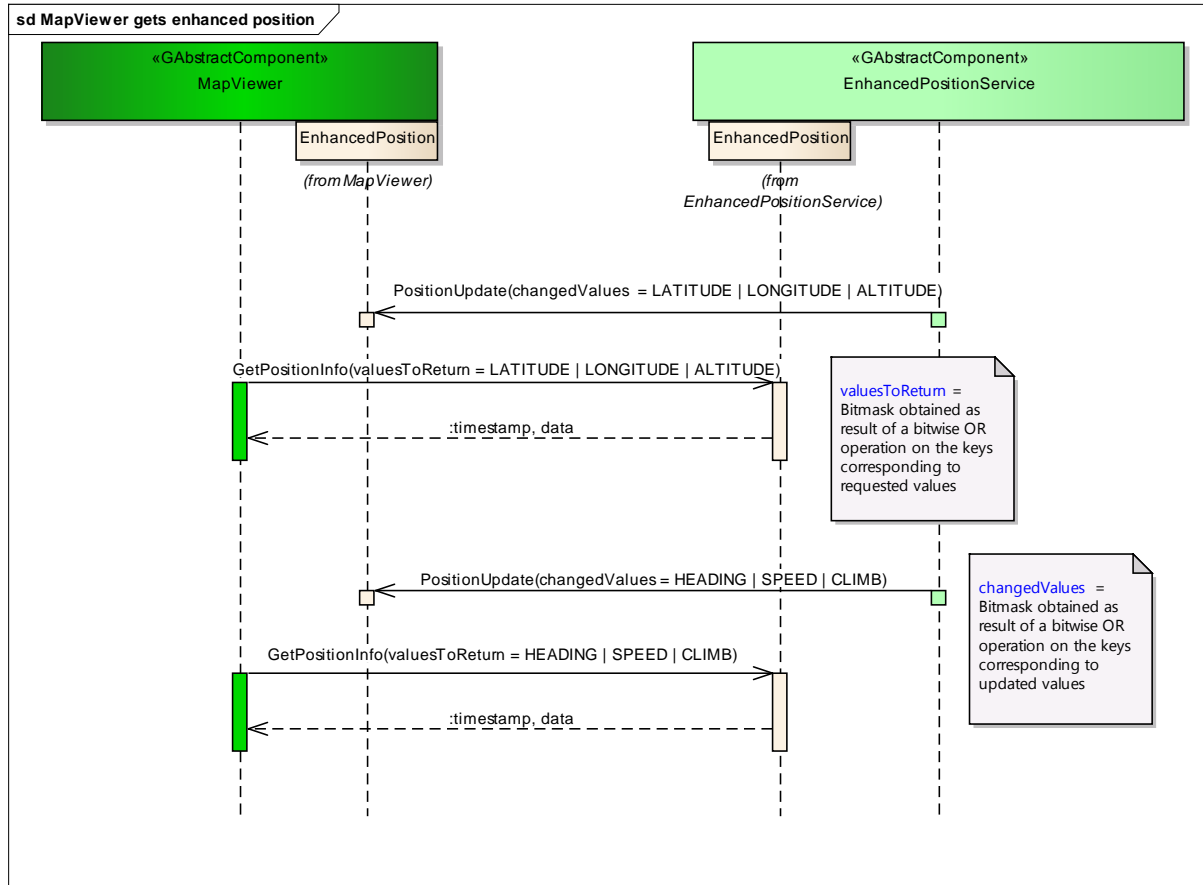 sd MapViewer gets enhanced position
«GAbstractComponent»
MapViewer
«GAbstractComponent»
EnhancedPositionService
EnhancedPosition
(from MapViewer)
EnhancedPosition
(from
EnhancedPositionService)
PositionUpdate(changedValues = LATITUDE | LONGITUDE | ALTITUDE)
GetPositionInfo(valuesToReturn = LATITUDE | LONGITUDE | ALTITUDE)
:timestamp, data
valuesToReturn =
Bitmask obtained as
result of a bitwise OR
operation on the keys
corresponding to
requested values
PositionUpdate(changedValues = HEADING | SPEED | CLIMB)
changedValues =
Bitmask obtained as
result of a bitwise OR
operation on the keys
corresponding to
updated values
GetPositionInfo(valuesToReturn = HEADING | SPEED | CLIMB)
:timestamp, data